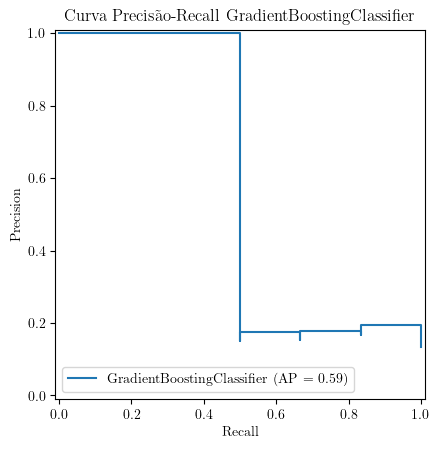 Curva Precisão-Recall GradientBoostingClassifier
1.0
0.8
0.6
0.4
0.2
0.0
Precision
GradientBoostingClassifier (AP = 0.59)
0.0 0.2 0.4 0.6 0.8 1.0
Recall